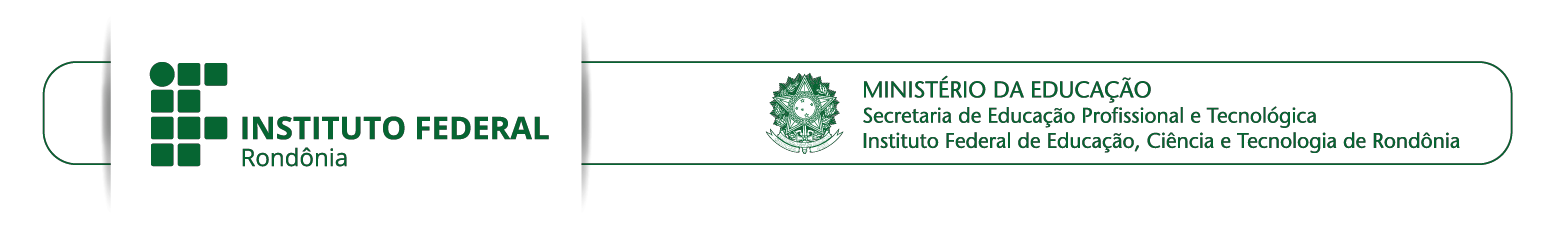 INSTITUTO FEDERAL
Rondônia
MINISTÉRIO DA EDUCAÇÃO
Secretaria de Educação Profissional e Tecnológica
Instituto Federal de Educação, Ciência e Tecnologia de Rondônia